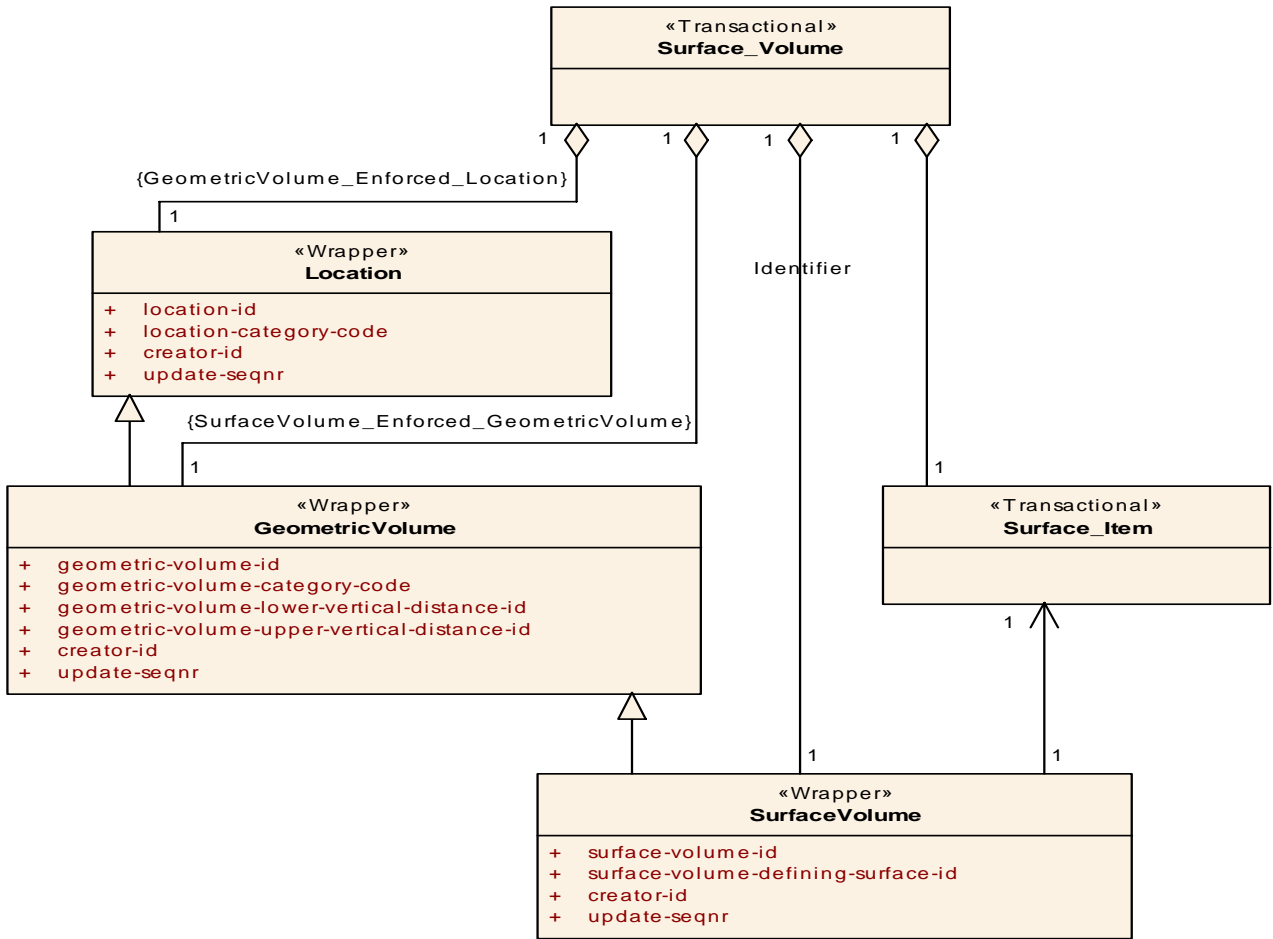 «Transactional»
Surface_Volume
1
1
1
1
{GeometricVolume_Enforced_Location}
1
«Wrapper»
Location
+ location-id
+ location-category-code
+ creator-id
+ update-seqnr
Identifier
{SurfaceVolume_Enforced_GeometricVolume}
1
1
«Wrapper»
GeometricVolume
+ geometric-volume-id
+ geometric-volume-category-code
+ geometric-volume-lower-vertical-distance-id
+ geometric-volume-upper-vertical-distance-id
+ creator-id
+ update-seqnr
«Transactional»
Surface_Item
1
1
1
«Wrapper»
SurfaceVolume
+ surface-volume-id
+ surface-volume-defining-surface-id
+ creator-id
+ update-seqnr